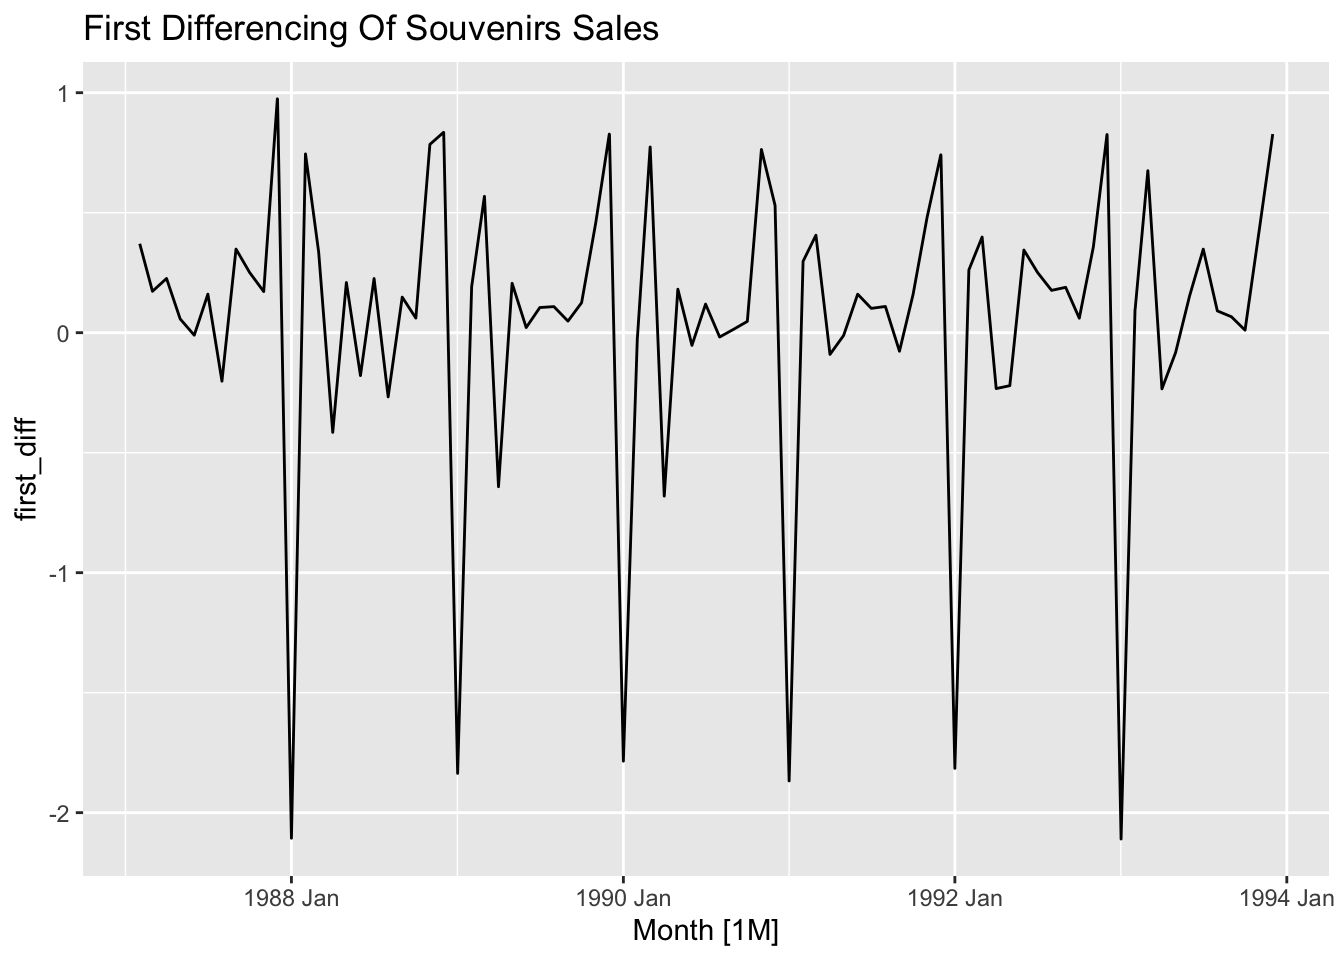 First Differencing Of Souvenirs Sales
1
0
-1
-2
first_diff
1988 Jan
1990 Jan
1992 Jan
1994 Jan
Month [1M]